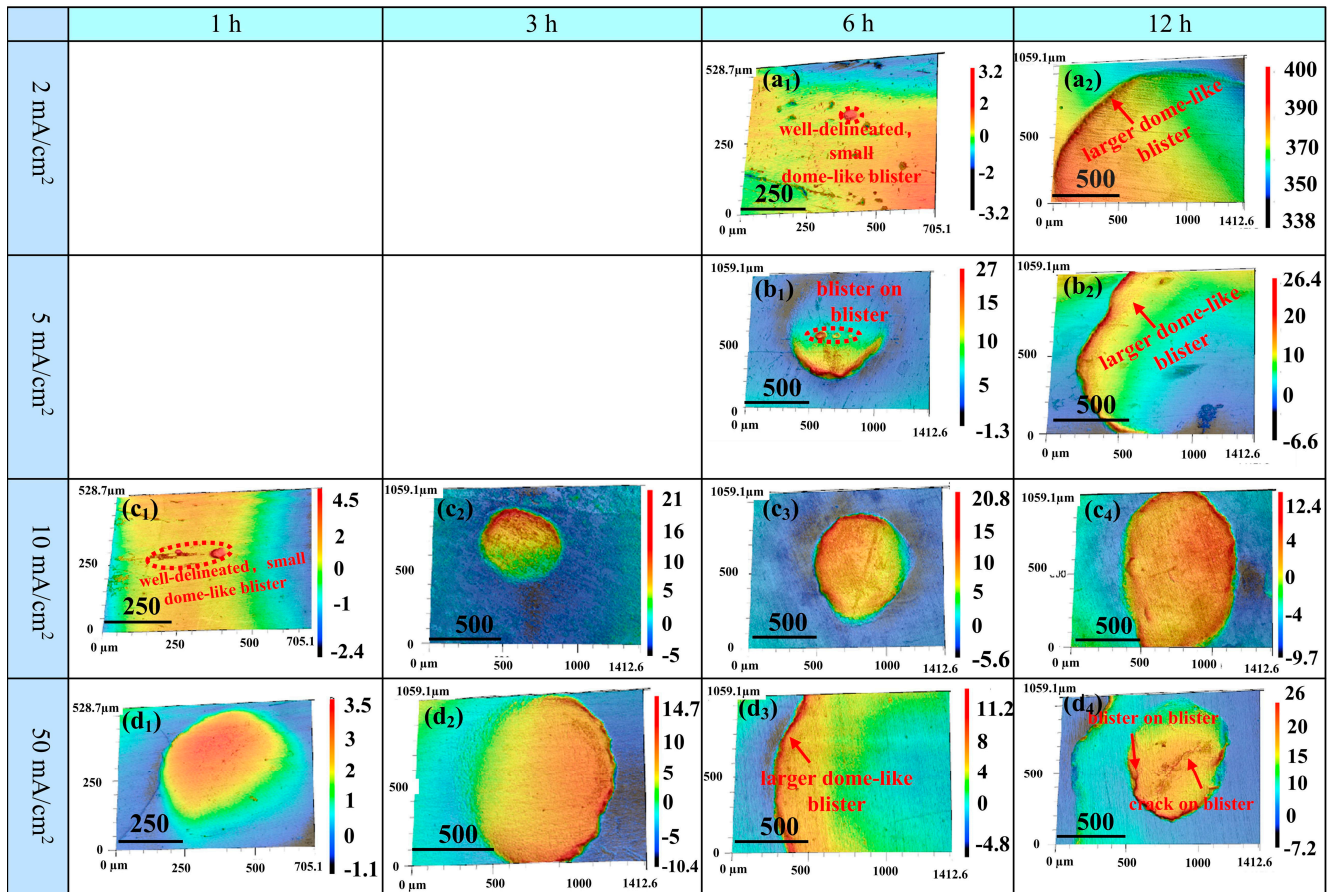 1 h
3 h
6 h
12 h
2 mA/cm²
528.7μm
(a₁)
well-delineated,
small
dome-like blister
250
250
0
0 μm
250
500
705.1
3.2
2
0
-2
-3.2
1059.1μm
(a₂)
larger dome-like
blister
500
500
0
0 μm
500
1000
1412.6
400
390
370
350
338
5 mA/cm²
1059.1μm
(b₁)
blister on
blister
500
500
0
0 μm
500
1000
1412.6
27
15
10
5
-1.3
1059.1μm
(b₂)
larger dome-like
blister
500
500
0
0 μm
500
1000
1412.6
26.4
20
10
0
-6.6
10 mA/cm²
528.7μm
(c₁)
well-delineated, small
dome-like blister
250
250
0
0 μm
250
500
705.1
4.5
2
1
0
-1
-2.4
1059.1μm
(c₂)
500
500
0
0 μm
1000
1412.6
21
16
10
5
0
-5
1059.1μm
(c₃)
500
500
0
0 μm
500
1000
1412.6
20.8
15
10
5
0
-5.6
1059.1μm
(c₄)
500
0
0 μm
500
1000
1412.6
12.4
4
0
-4
-9.7
50 mA/cm²
528.7μm
(d₁)
250
250
0
0 μm
250
500
705.1
3.5
3
2
1
0
-1.1
1059.1μm
(d₂)
500
500
0
0 μm
500
1000
1412.6
14.7
10
5
0
-5
-10.4
1059.1μm
(d₃)
larger dome-like
blister
500
500
0
0 μm
500
1000
1412.6
11.2
8
4
0
-4.8
1059.1μm
(d₄)
blister on blister
crack on blister
500
500
0
0 μm
500
1000
1412.6
26
20
15
10
0
-7.2